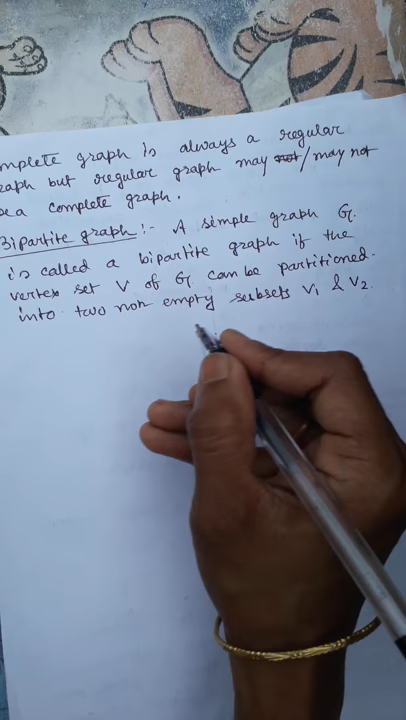 mplete graph is always a regular
raph but regular graph may not/may not
be a complete graph.
Bipartite graph:- A simple graph G
is called a bipartite graph if the
vertex set V of G can be partitioned
into two non empty subsets V₁ & V₂